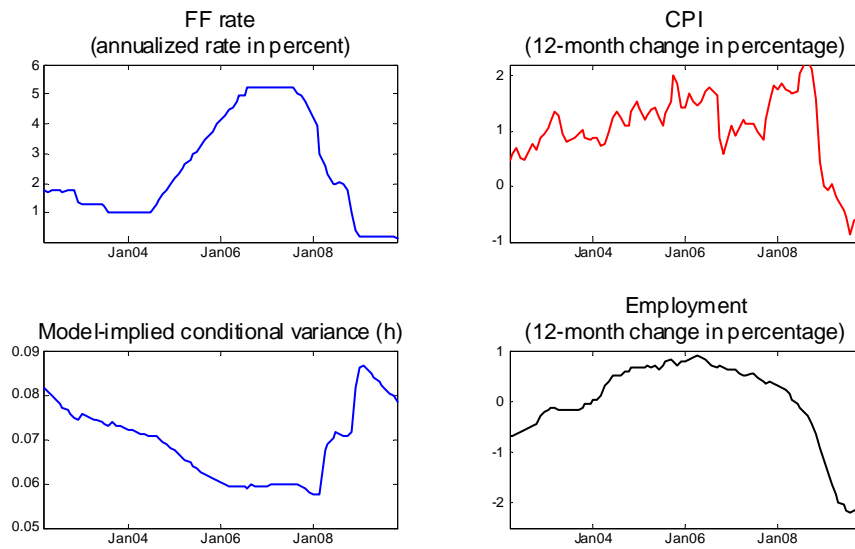 FF rate
(annualized rate in percent)
6
5
4
3
2
1
Jan04 Jan06 Jan08
CPI
(12-month change in percentage)
2
1
0
-1
Jan04 Jan06 Jan08
Model-implied conditional variance (h)
0.09
0.08
0.07
0.06
0.05
Jan04 Jan06 Jan08
Employment
(12-month change in percentage)
1
0
-1
-2
Jan04 Jan06 Jan08